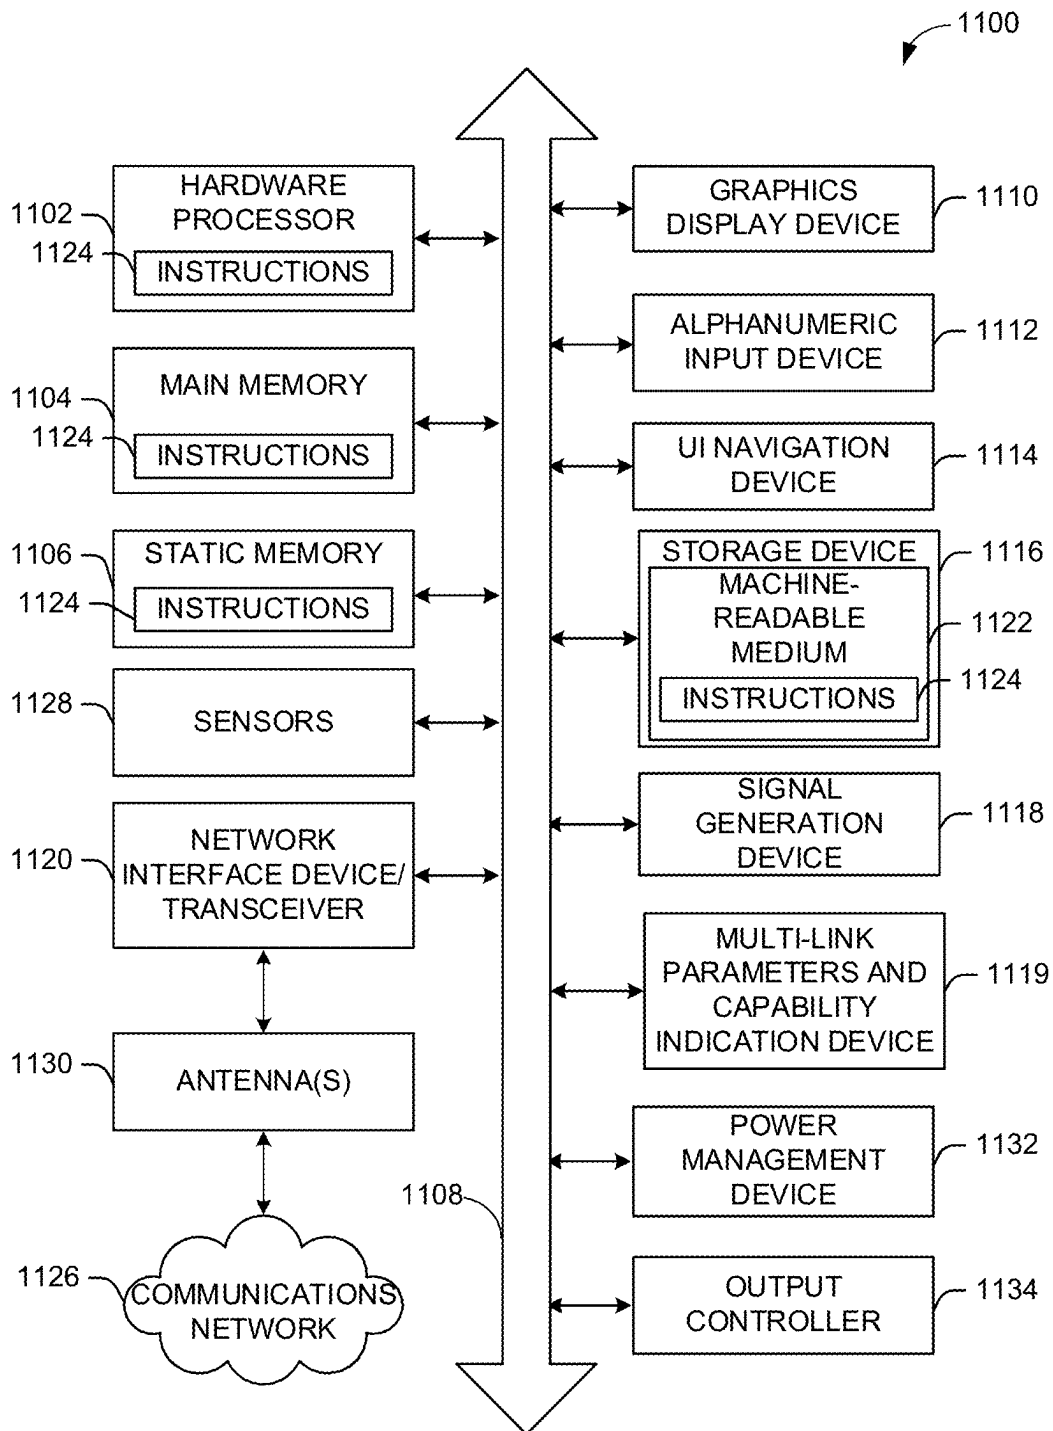 1100
HARDWARE
PROCESSOR
1102
1124
INSTRUCTIONS
MAIN MEMORY
1104
1124
INSTRUCTIONS
STATIC MEMORY
1106
1124
INSTRUCTIONS
1128
SENSORS
NETWORK
INTERFACE DEVICE/
TRANSCEIVER
1120
1130
ANTENNA(S)
1108
1126
COMMUNICATIONS
NETWORK
GRAPHICS
DISPLAY DEVICE
1110
ALPHANUMERIC
INPUT DEVICE
1112
UI NAVIGATION
DEVICE
1114
STORAGE DEVICE
1116
MACHINE-
READABLE
MEDIUM
1122
INSTRUCTIONS
1124
SIGNAL
GENERATION
DEVICE
1118
MULTI-LINK
PARAMETERS AND
CAPABILITY
INDICATION DEVICE
1119
POWER
MANAGEMENT
DEVICE
1132
OUTPUT
CONTROLLER
1134